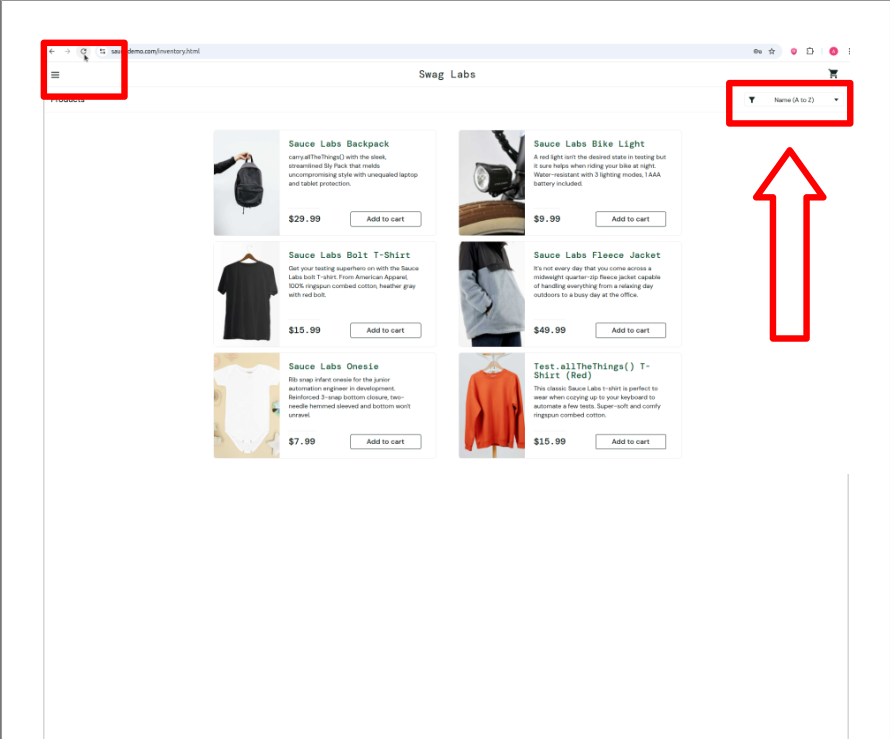 saucedemo.com/inventory.html
Swag Labs
Products
Name (A to Z)
Sauce Labs Backpack
carry.allTheThings() with the sleek,
streamlined Sly Pack that melds
uncompromising style with unequaled laptop
and tablet protection.
$29.99
Add to cart
Sauce Labs Bike Light
A red light isn't the desired state in testing but
it sure helps when riding your bike at night.
Water-resistant with 3 lighting modes, 1 AAA
battery included.
$9.99
Add to cart
Sauce Labs Bolt T-Shirt
Get your testing superhero on with the Sauce
Labs bolt T-shirt. From American Apparel,
100% ringspun combed cotton, heather gray
with red bolt.
$15.99
Add to cart
Sauce Labs Fleece Jacket
It's not every day that you come across a
midweight quarter-zip fleece jacket capable
of handling everything from a relaxing day
outdoors to a busy day at the office.
$49.99
Add to cart
Sauce Labs Onesie
Rib snap infant onesie for the junior
automation engineer in development.
Reinforced 3-snap bottom closure, two-
needle hemmed sleeved and bottom won't
unravel.
$7.99
Add to cart
Test.allTheThings() T-
Shirt (Red)
This classic Sauce Labs t-shirt is perfect to
wear when cozying up to your keyboard to
automate a few tests. Super-soft and comfy
ringspun combed cotton.
$15.99
Add to cart